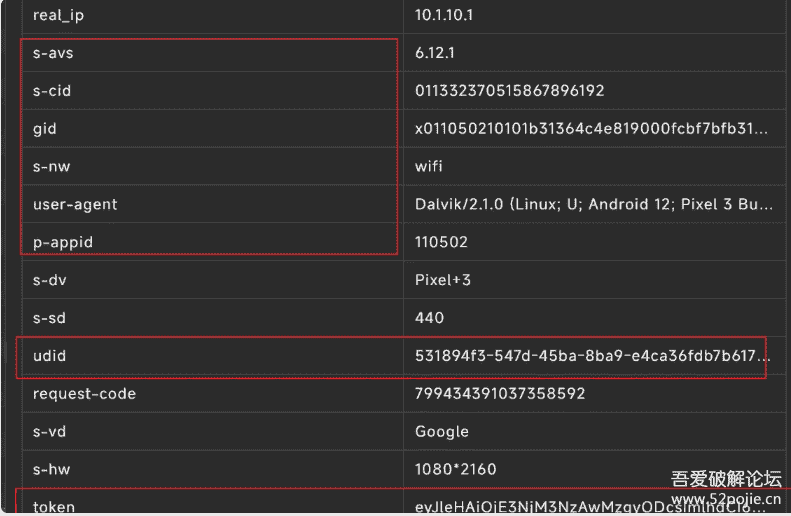 real_ip 10.1.10.1
s-avs 6.12.1
s-cid 011332370515867896192
gid x011050210101b31364c4e819000fcbf7bfb31...
s-nw wifi
user-agent Dalvik/2.1.0 (Linux; U; Android 12; Pixel 3 Bu...
p-appid 110502
s-dv Pixel+3
s-sd 440
udid 531894f3-547d-45ba-8ba9-e4ca36fdb7b617...
request-code 799434391037358592
s-vd Google
s-hw 1080*2160
吾爱破解论坛
www.52pojie.cn
token